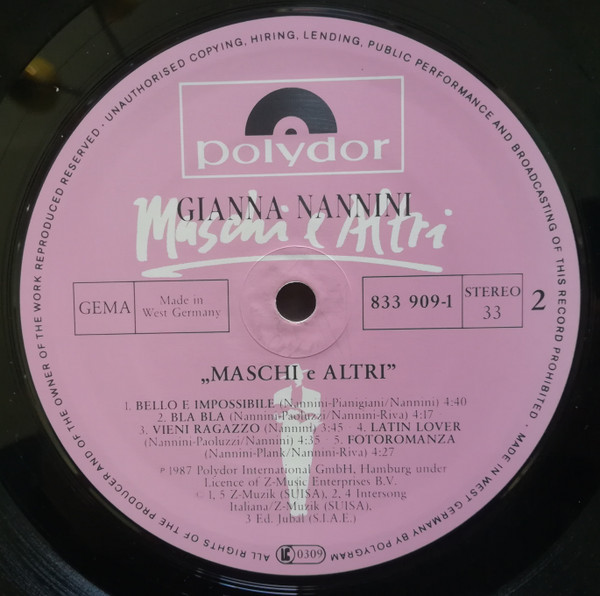 UNAUTHORISED COPYING, HIRING, LENDING, PUBLIC PERFORMANCE AND BROADCASTING OF THIS RECORD PROHIBITED · MADE IN WEST GERMANY BY POLYGRAM
ALL RIGHTS OF THE PRODUCER AND OF THE OWNER OF THE WORK REPRODUCED RESERVED ·
polydor
GIANNA NANNINI
Maschi e Altri
GEMA
Made in
West Germany
833 909-1
STEREO
33
2
„MASCHI e ALTRI”
1. BELLO E IMPOSSIBILE (Nannini-Pianigiani/Nannini) 4:40
2. BLA BLA (Nannini-Paoluzzi/Nannini-Riva) 4:17
3. VIENI RAGAZZO (Nannini) 3:45 4. LATIN LOVER
(Nannini-Paoluzzi/Nannini) 4:35 5. FOTOROMANZA
(Nannini-Plank/Nannini-Riva) 4:27
℗ 1987 Polydor International GmbH, Hamburg under
Licence of Z-Music Enterprises B.V.
© 1, 5 Z-Muzik (SUISA), 2, 4 Intersong
Italiana/Z-Muzik (SUISA),
3 Ed. Jubal (S.I.A.E.)
LC 0309